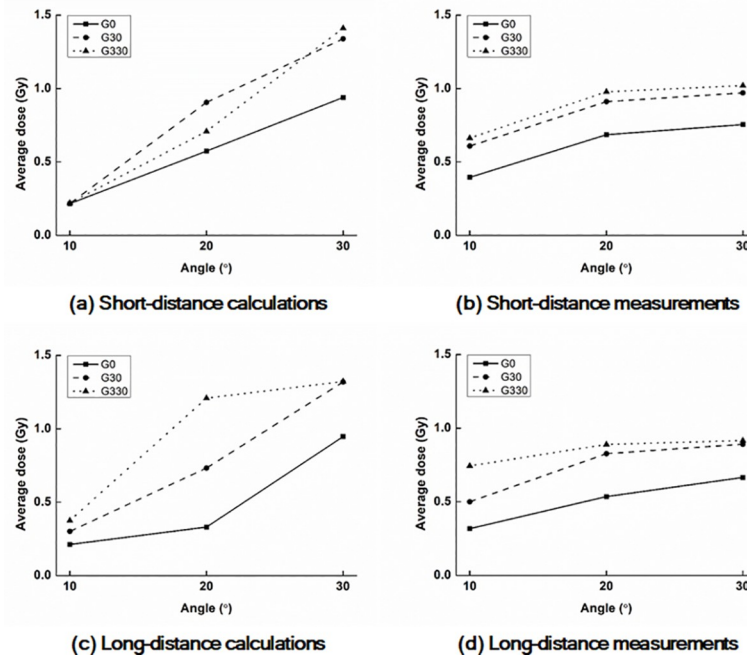 1.5
1.0
0.5
0.0
Average dose (Gy)
G0
G30
G330
10
20
30
Angle (°)
(a) Short-distance calculations
1.5
1.0
0.5
0.0
Average dose (Gy)
G0
G30
G330
10
20
30
Angle (°)
(b) Short-distance measurements
1.5
1.0
0.5
0.0
Average dose (Gy)
G0
G30
G330
10
20
30
Angle (°)
(c) Long-distance calculations
1.5
1.0
0.5
0.0
Average dose (Gy)
G0
G30
G330
10
20
30
Angle (°)
(d) Long-distance measurements